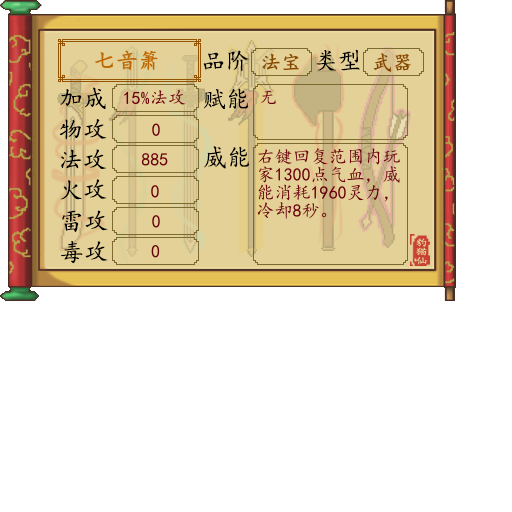 七音箫 品阶 法宝 类型 武器
加成 15%法攻 赋能 无
物攻 0
法攻 885 威能 右键回复范围内玩
家1300点气血，威
能消耗1960灵力，
冷却8秒。
火攻 0
雷攻 0
毒攻 0
豹猫仙